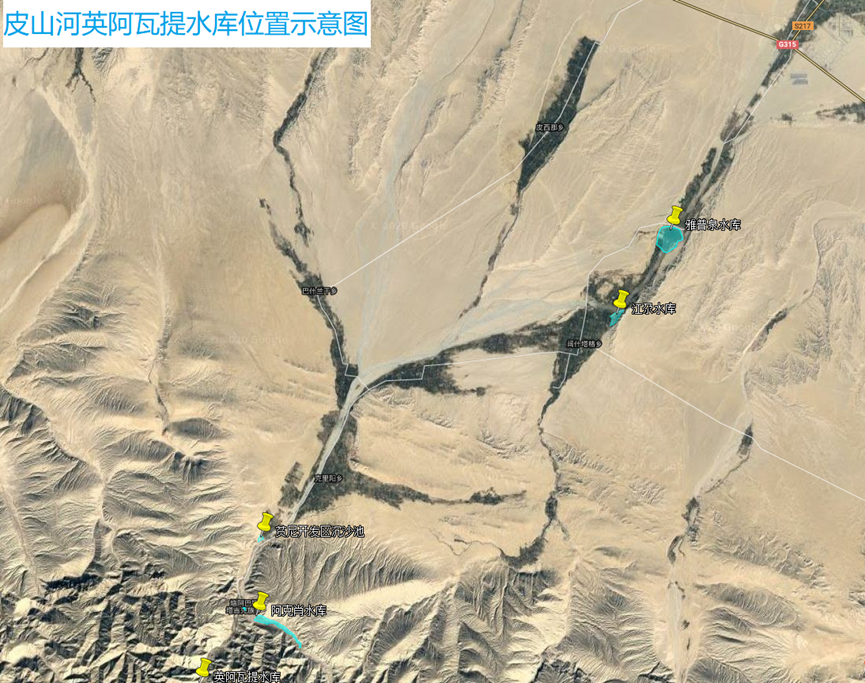 皮山河英阿瓦提水库位置示意图
S217
G315
皮西那乡
雅普泉水库
巴什兰干乡
江尕水库
阔什塔格乡
克里阳乡
英尼开发区沉沙池
阿克肖水库
英阿瓦提水库